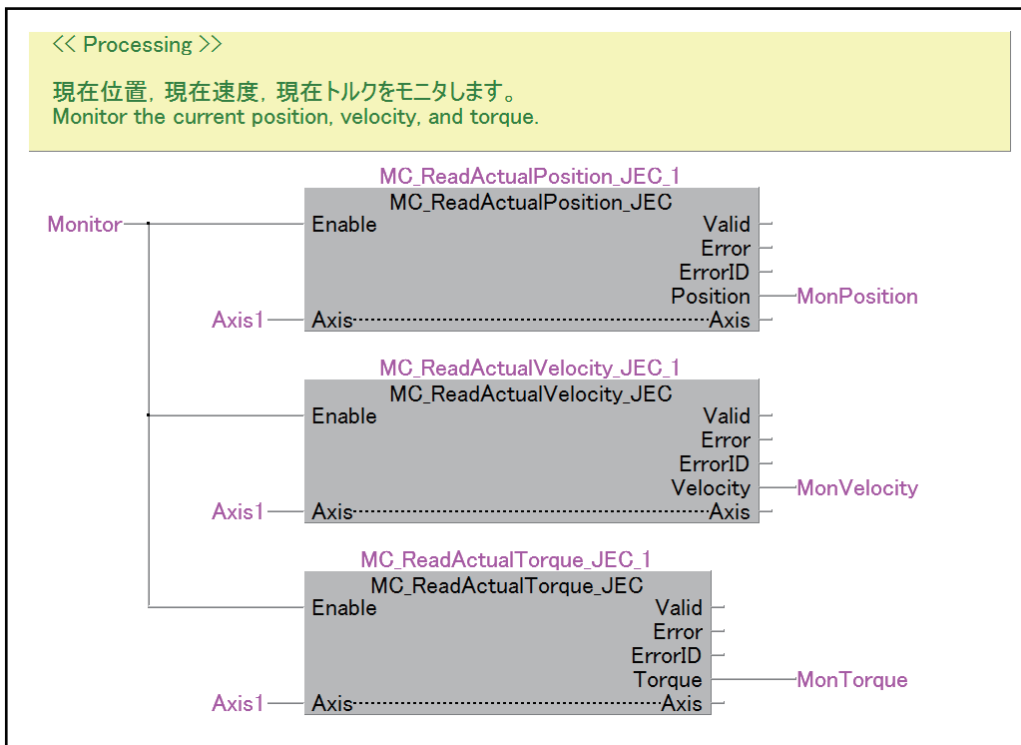 << Processing >>
現在位置, 現在速度, 現在トルクをモニタします。
Monitor the current position, velocity, and torque.
MC_ReadActualPosition_JEC_1
MC_ReadActualPosition_JEC
Monitor
Enable
Valid
Error
ErrorID
Position
MonPosition
Axis1
Axis
Axis
MC_ReadActualVelocity_JEC_1
MC_ReadActualVelocity_JEC
Enable
Valid
Error
ErrorID
Velocity
MonVelocity
Axis1
Axis
Axis
MC_ReadActualTorque_JEC_1
MC_ReadActualTorque_JEC
Enable
Valid
Error
ErrorID
Torque
MonTorque
Axis1
Axis
Axis